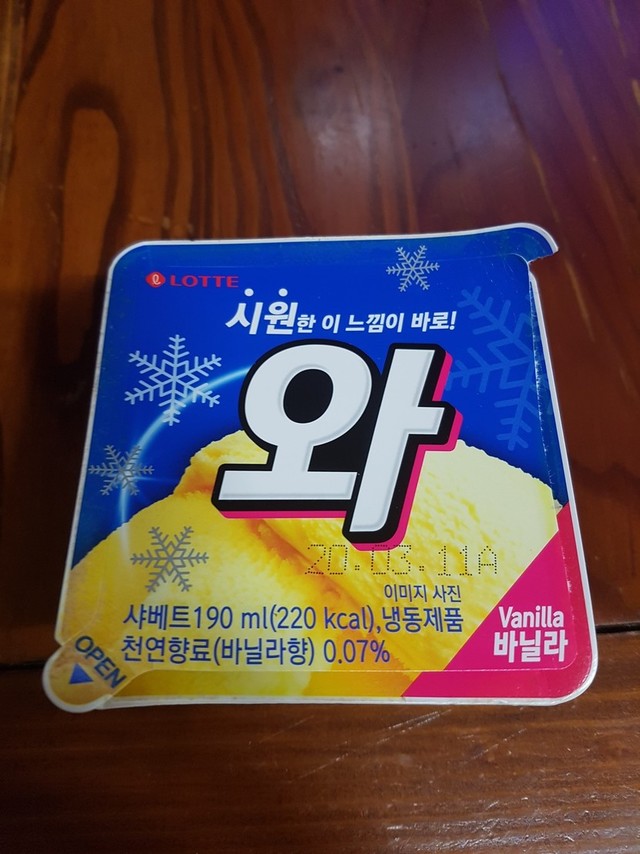 LOTTE
시원한 이 느낌이 바로!
와
20.03.11A
이미지 사진
샤베트190 ml(220 kcal),냉동제품
천연향료(바닐라향) 0.07%
Vanilla
바닐라
OPEN